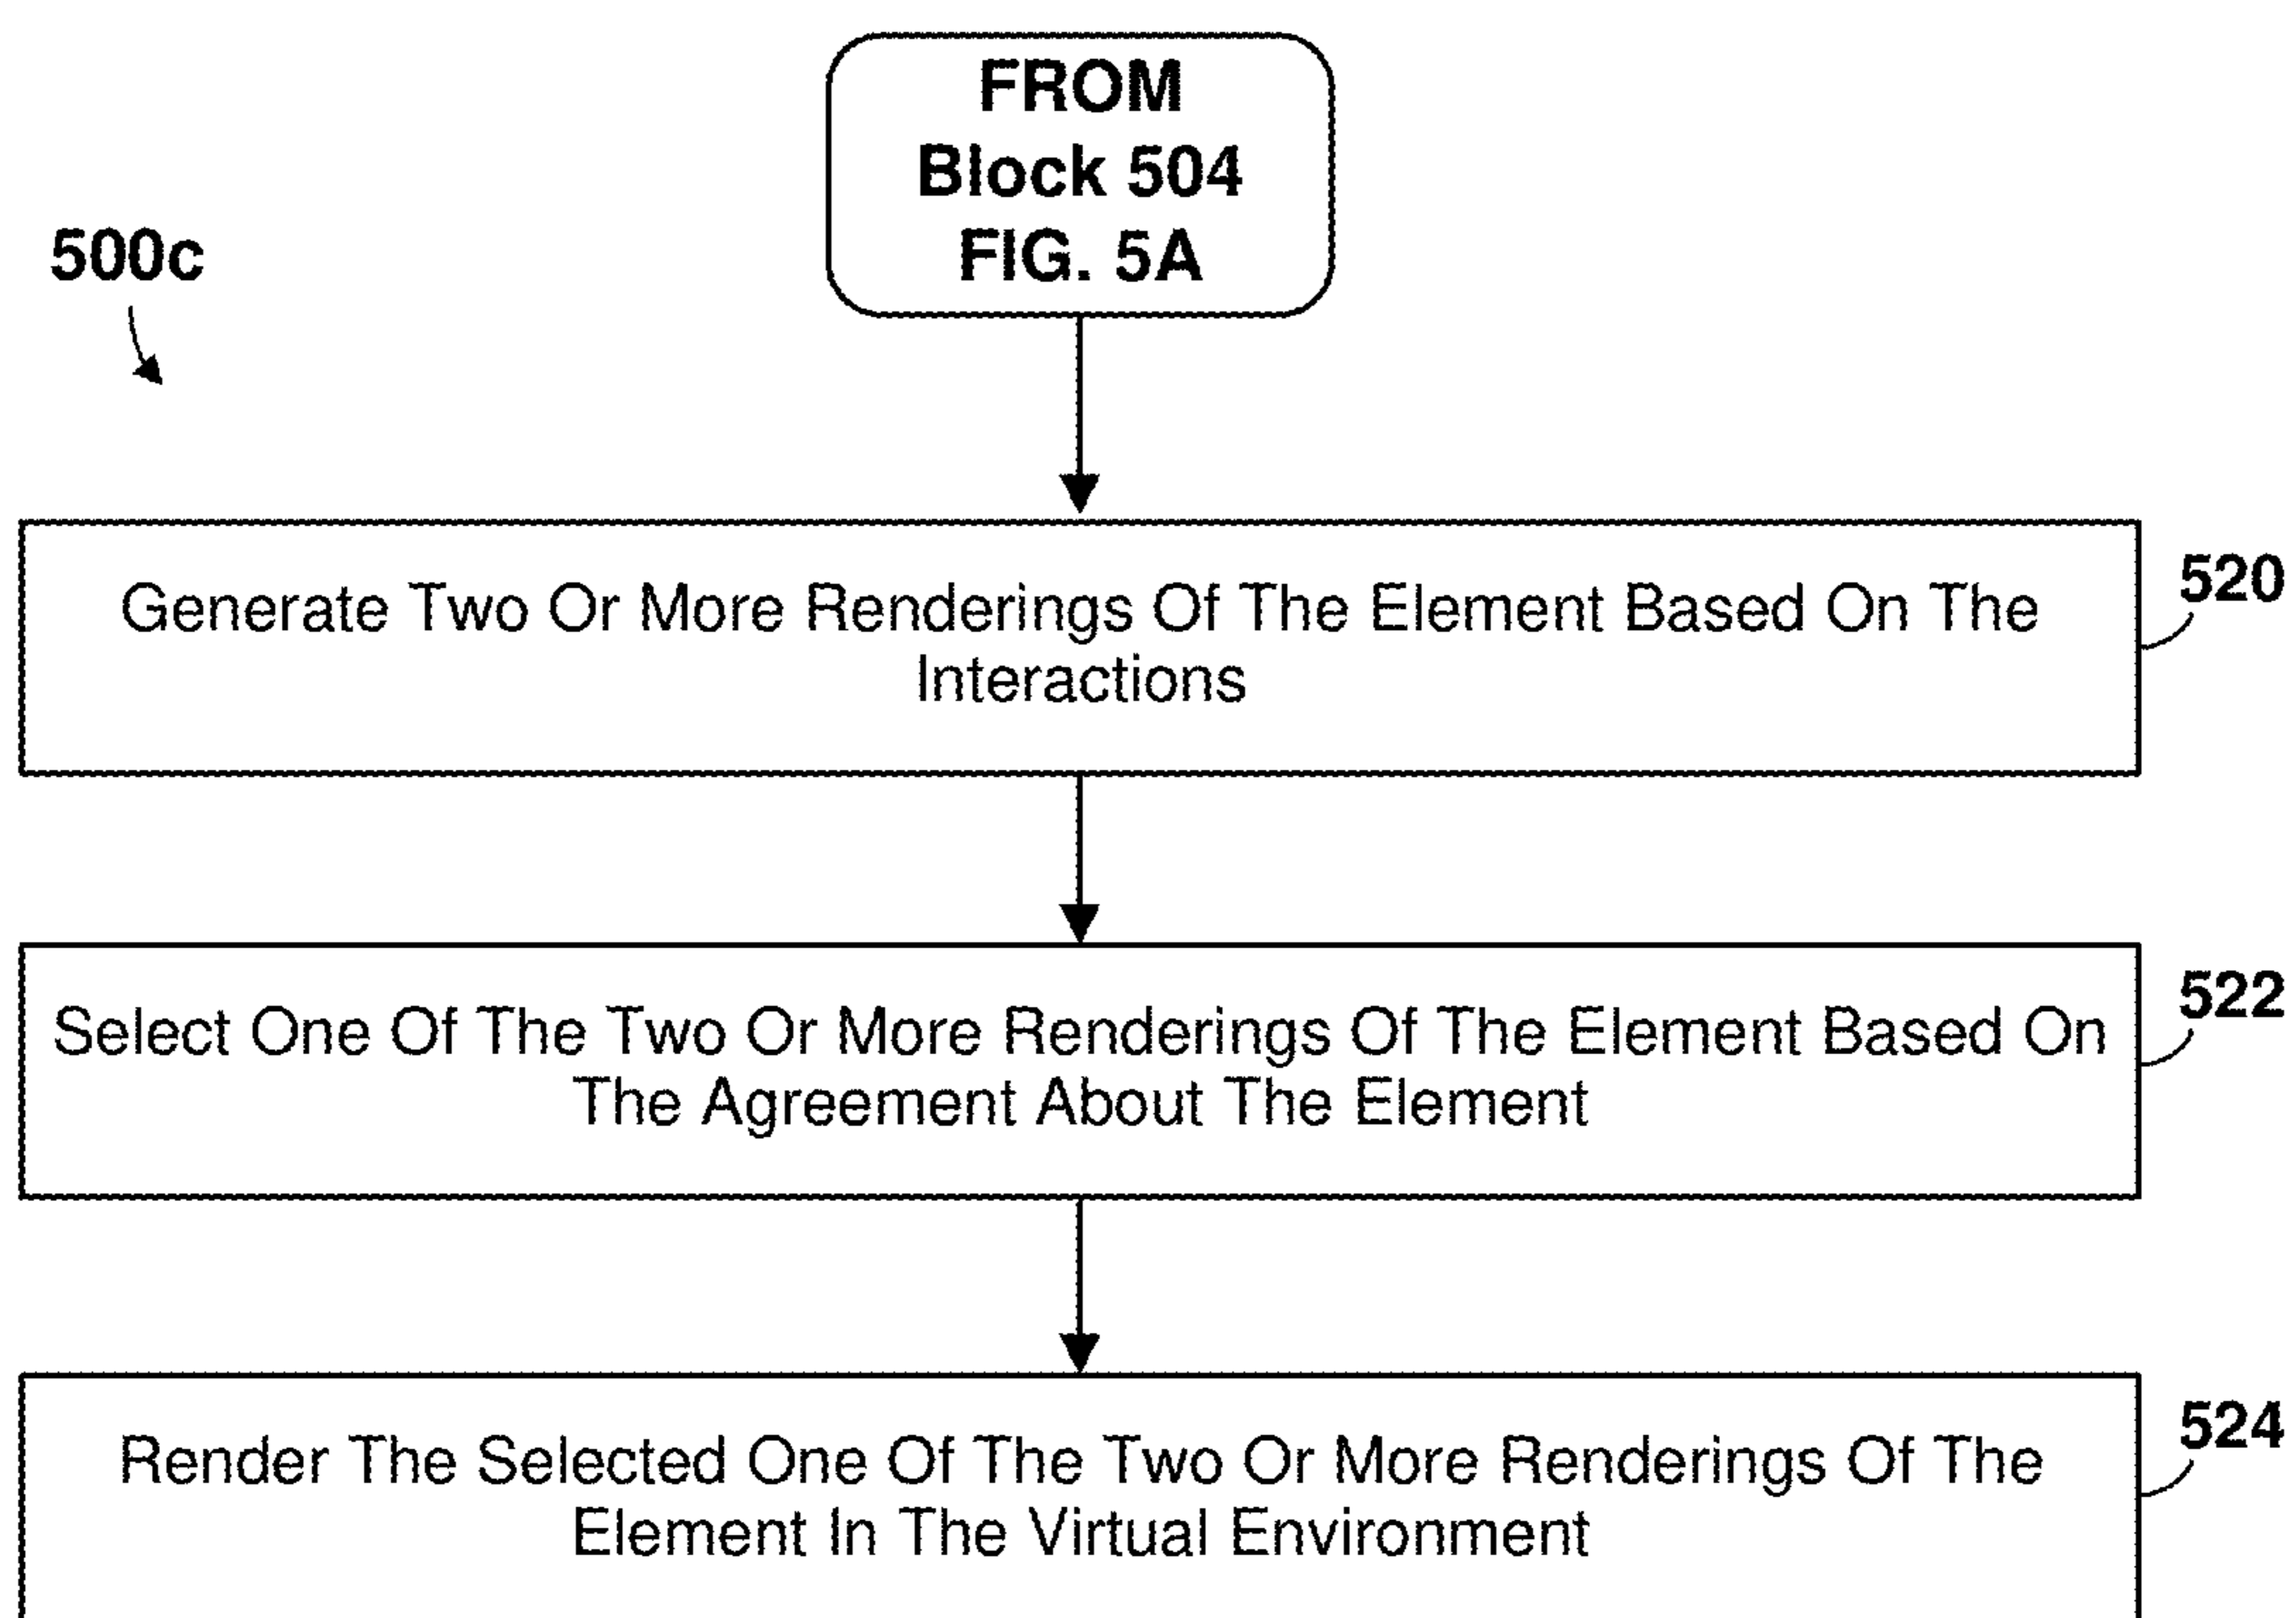 FROM
Block 504
FIG. 5A
500c
Generate Two Or More Renderings Of The Element Based On The
Interactions
520
Select One Of The Two Or More Renderings Of The Element Based On
The Agreement About The Element
522
Render The Selected One Of The Two Or More Renderings Of The
Element In The Virtual Environment
524